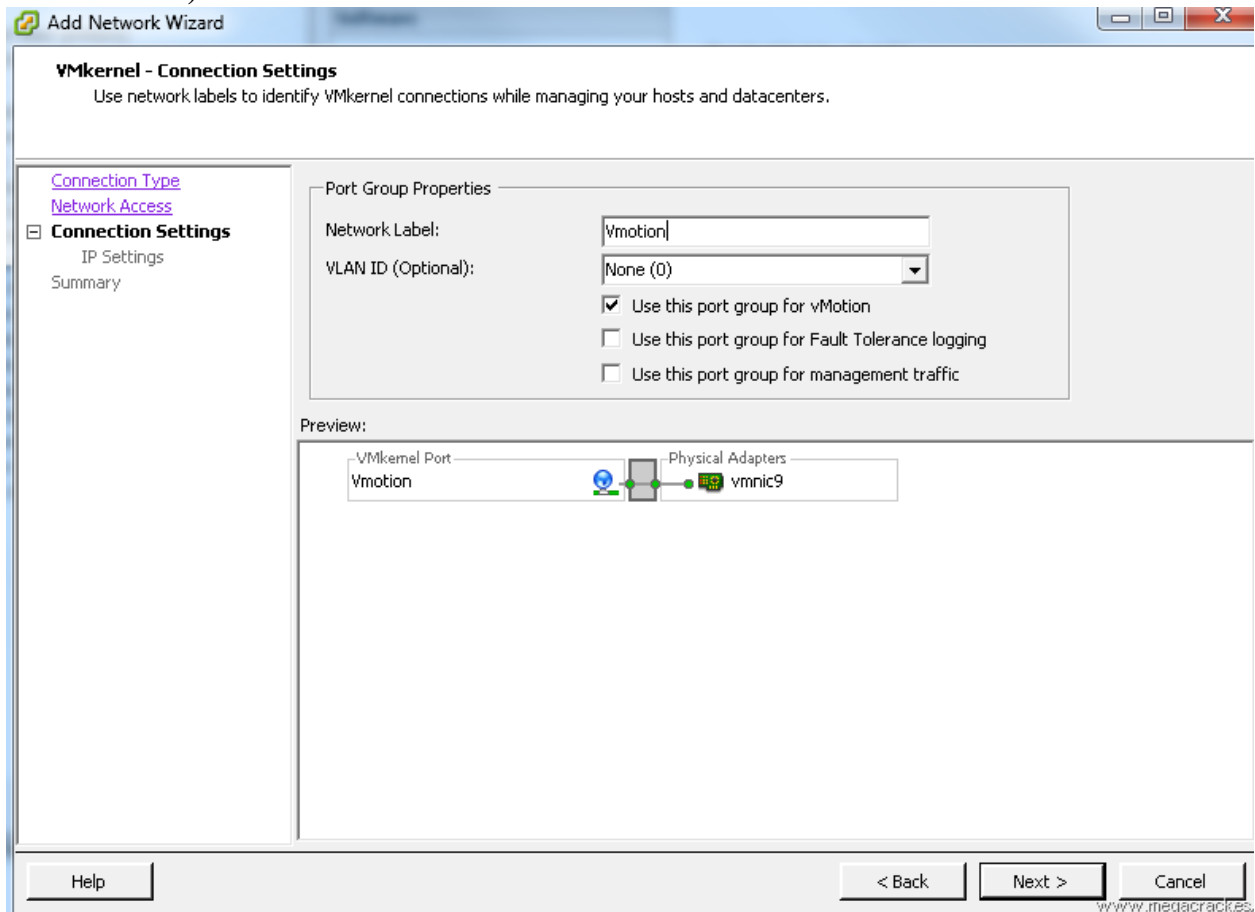 Add Network Wizard
VMkernel - Connection Settings
Use network labels to identify VMkernel connections while managing your hosts and datacenters.
Connection Type
Network Access
Connection Settings
IP Settings
Summary
Port Group Properties
Network Label:
Vmotion
VLAN ID (Optional):
None (0)
Use this port group for vMotion
Use this port group for Fault Tolerance logging
Use this port group for management traffic
Preview:
VMkernel Port
Vmotion
Physical Adapters
vmnic9
Help
< Back
Next >
Cancel
www.megacrackes.